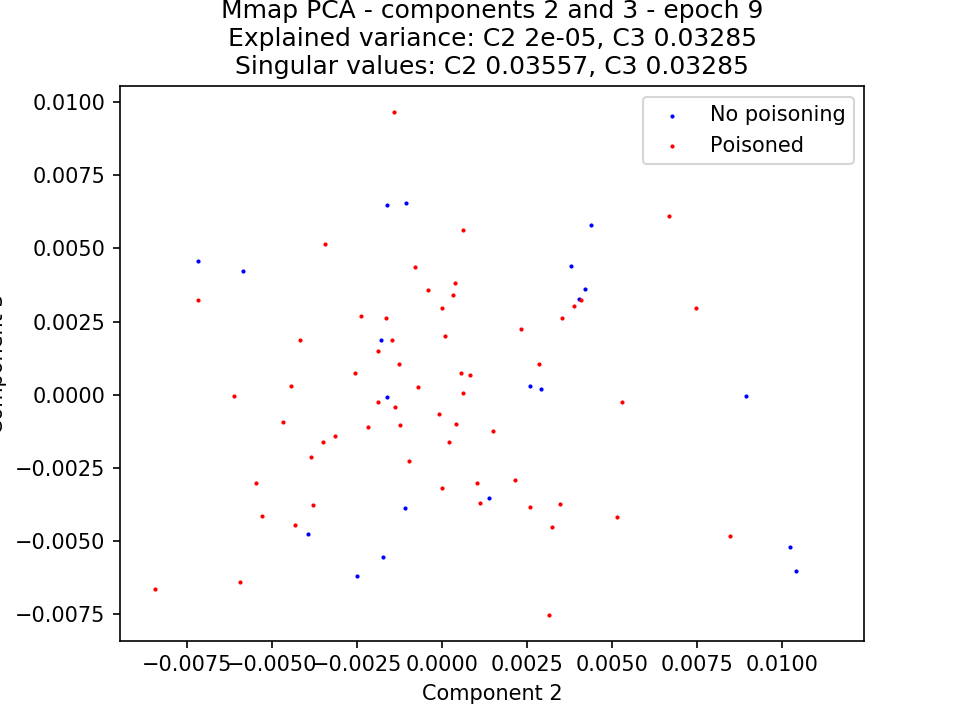 Mmap PCA - components 2 and 3 - epoch 9
Explained variance: C2 2e-05, C3 0.03285
Singular values: C2 0.03557, C3 0.03285
No poisoning
Poisoned
0.0100
0.0075
0.0050
0.0025
0.0000
−0.0025
−0.0050
−0.0075
−0.0075 −0.0050 −0.0025 0.0000 0.0025 0.0050 0.0075 0.0100
Component 2